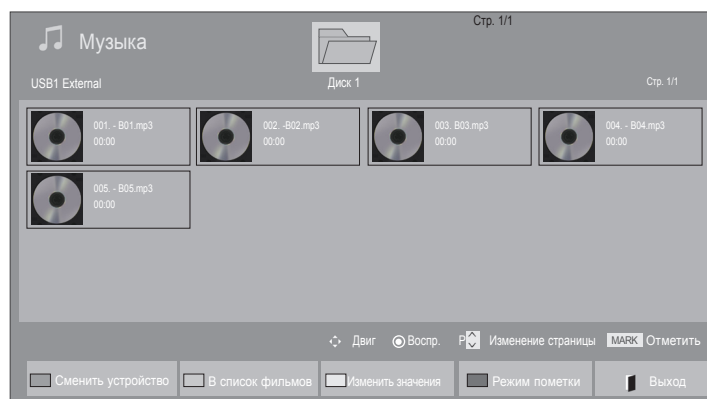 Стр. 1/1
Музыка
USB1 External
Диск 1
Стр. 1/1
001. - B01.mp3
00:00
002. -B02.mp3
00:00
003. B03.mp3
00:00
004. - B04.mp3
00:00
005. - B05.mp3
00:00
Двиг Воспр. P Изменение страницы MARK Отметить
Сменить устройство В список фильмов Изменить значения Режим пометки Выход